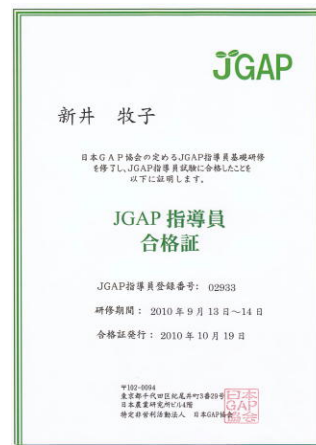 JGAP
新井 牧子
日本GAP協会の定めるJGAP指導員基礎研修
を修了し、JGAP指導員試験に合格したことを
以下に証明します。
JGAP 指導員
合格証
JGAP指導員登録番号: 02933
研修期間: 2010 年 9 月 13 日～14 日
合格証発行: 2010 年 10 月 19 日
〒102-0094
東京都千代田区紀尾井町3番29号
日本農業研究所ビル4階
特定非営利活動法人 日本GAP協会
日本
GAP
協会